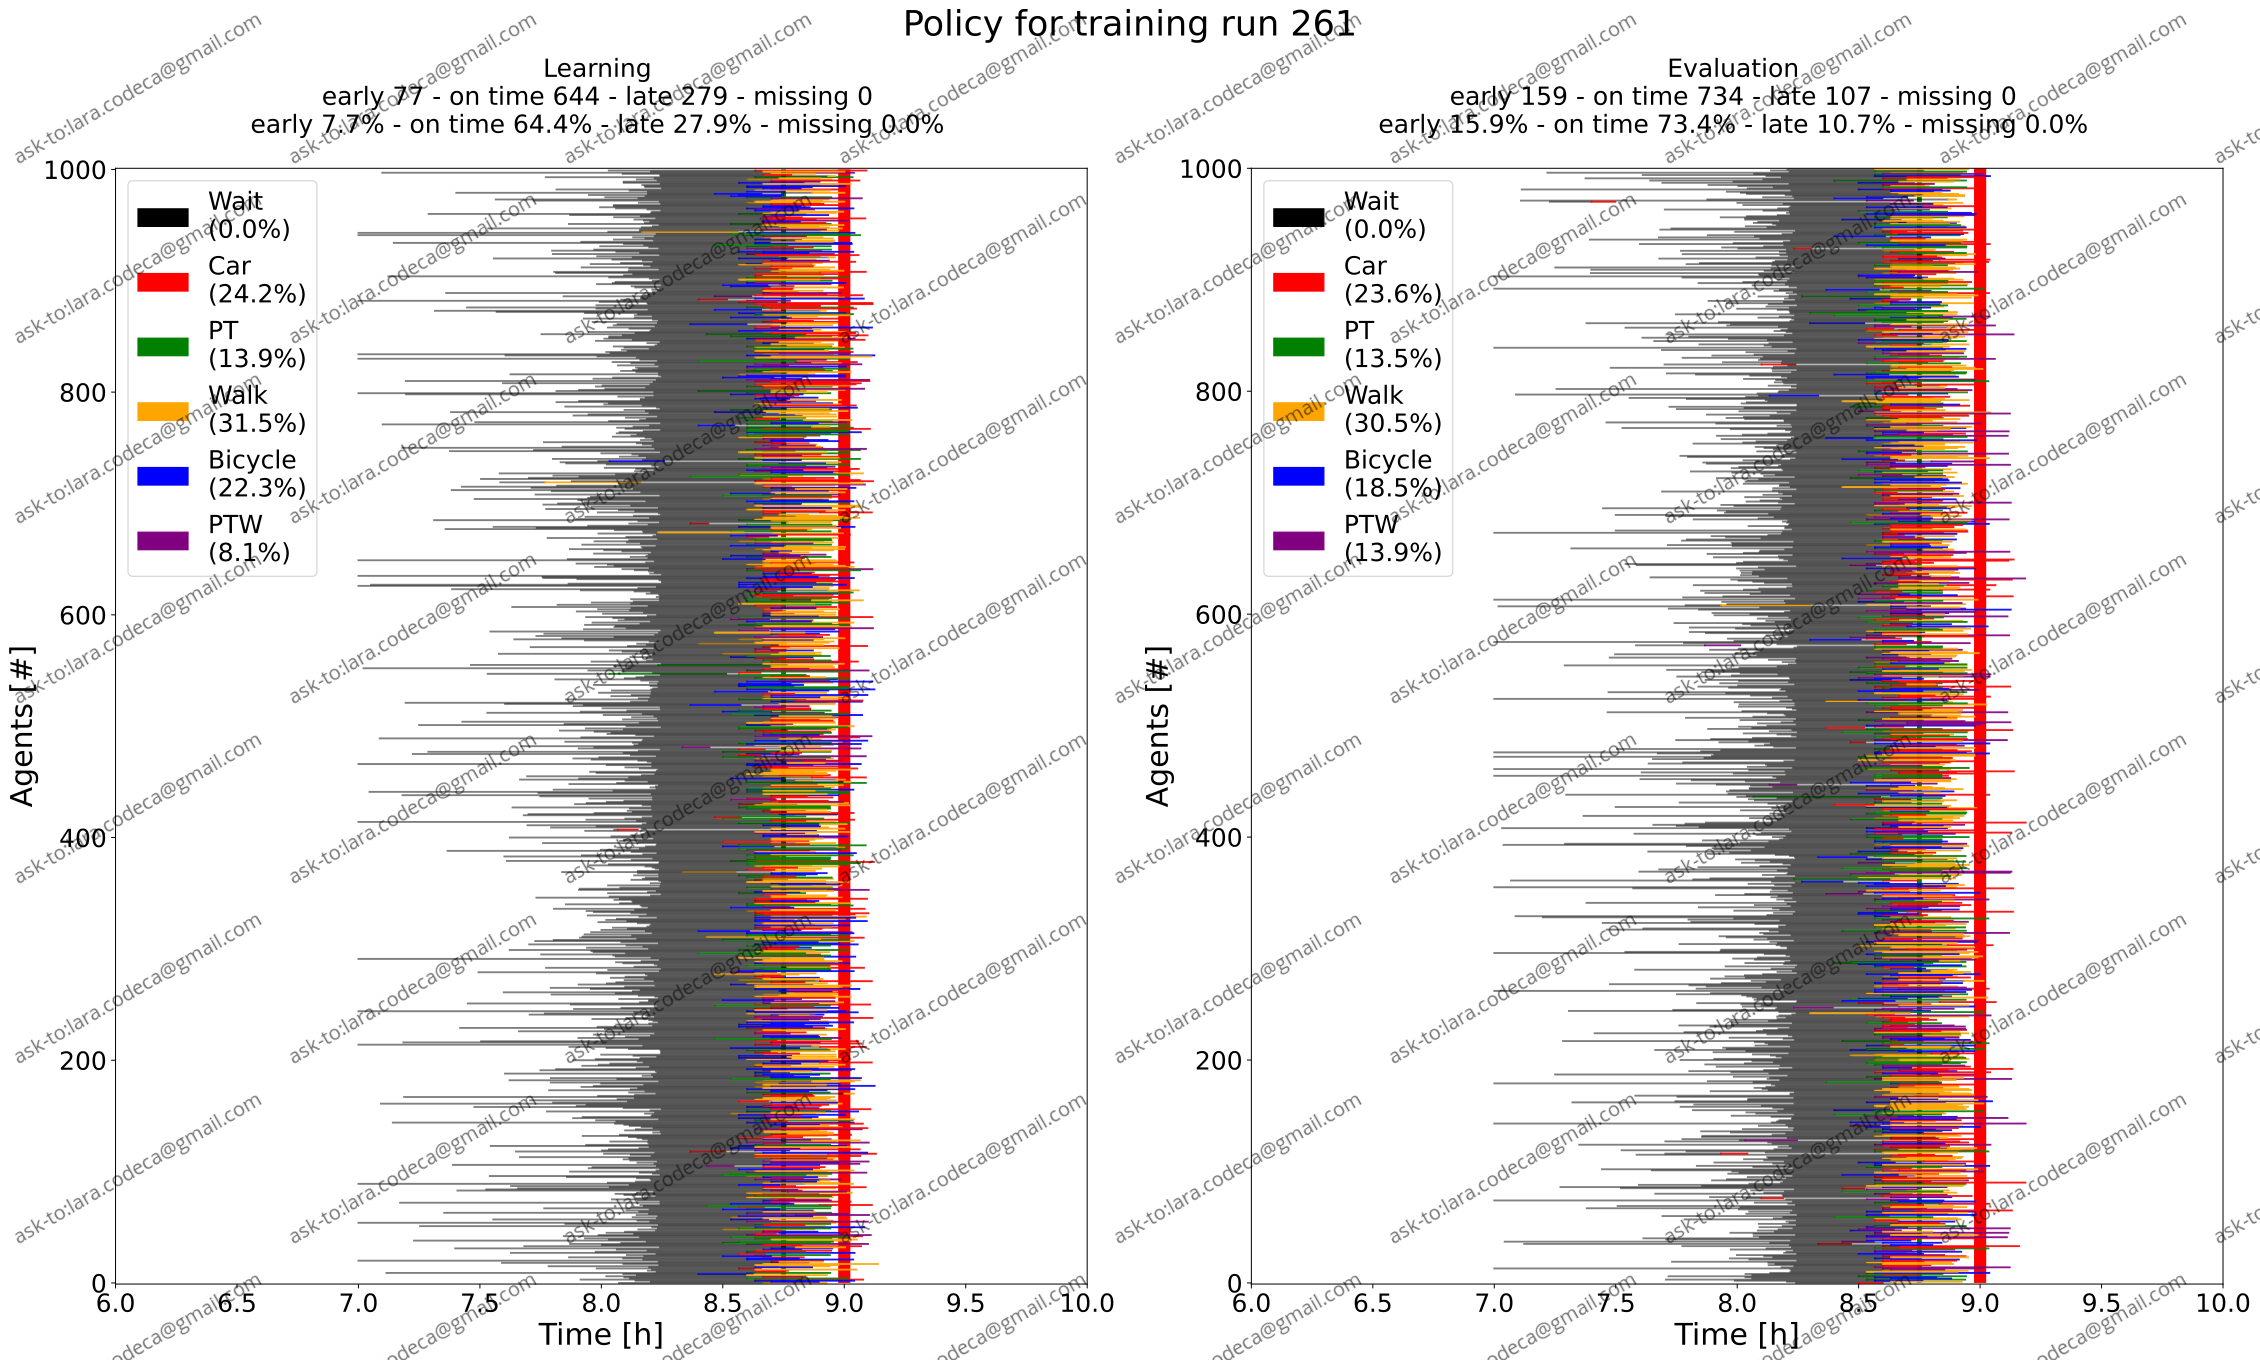 Policy for training run 261
Learning
early 77 - on time 644 - late 279 - missing 0
early 7.7% - on time 64.4% - late 27.9% - missing 0.0%
Agents [#]
1000
800
600
400
200
0
Wait
(0.0%)
Car
(24.2%)
PT
(13.9%)
Walk
(31.5%)
Bicycle
(22.3%)
PTW
(8.1%)
6.0 6.5 7.0 7.5 8.0 8.5 9.0 9.5 10.0
Time [h]
Evaluation
early 159 - on time 734 - late 107 - missing 0
early 15.9% - on time 73.4% - late 10.7% - missing 0.0%
Agents [#]
1000
800
600
400
200
0
Wait
(0.0%)
Car
(23.6%)
PT
(13.5%)
Walk
(30.5%)
Bicycle
(18.5%)
PTW
(13.9%)
6.0 6.5 7.0 7.5 8.0 8.5 9.0 9.5 10.0
Time [h]
ask-to:lara.codeca@gmail.com